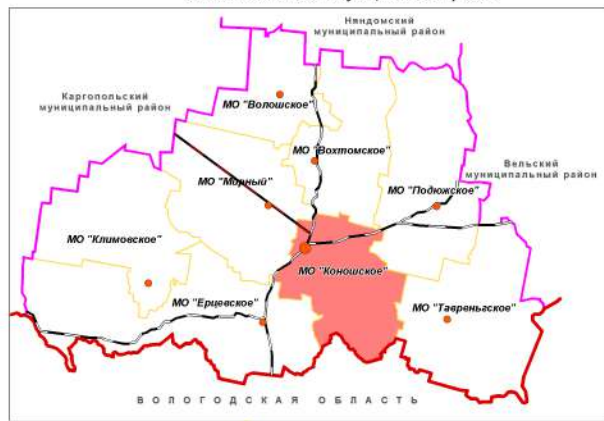 Няндомский
муниципальный район
Каргопольский
муниципальный район
МО "Волошское"
МО "Вохтомское"
Вельский
муниципальный район
МО "Мирный"
МО "Подюжское"
МО "Климовское"
МО "Коношское"
МО "Ерцевское"
МО "Тавреньгское"
ВОЛОГОДСКАЯ ОБЛАСТЬ